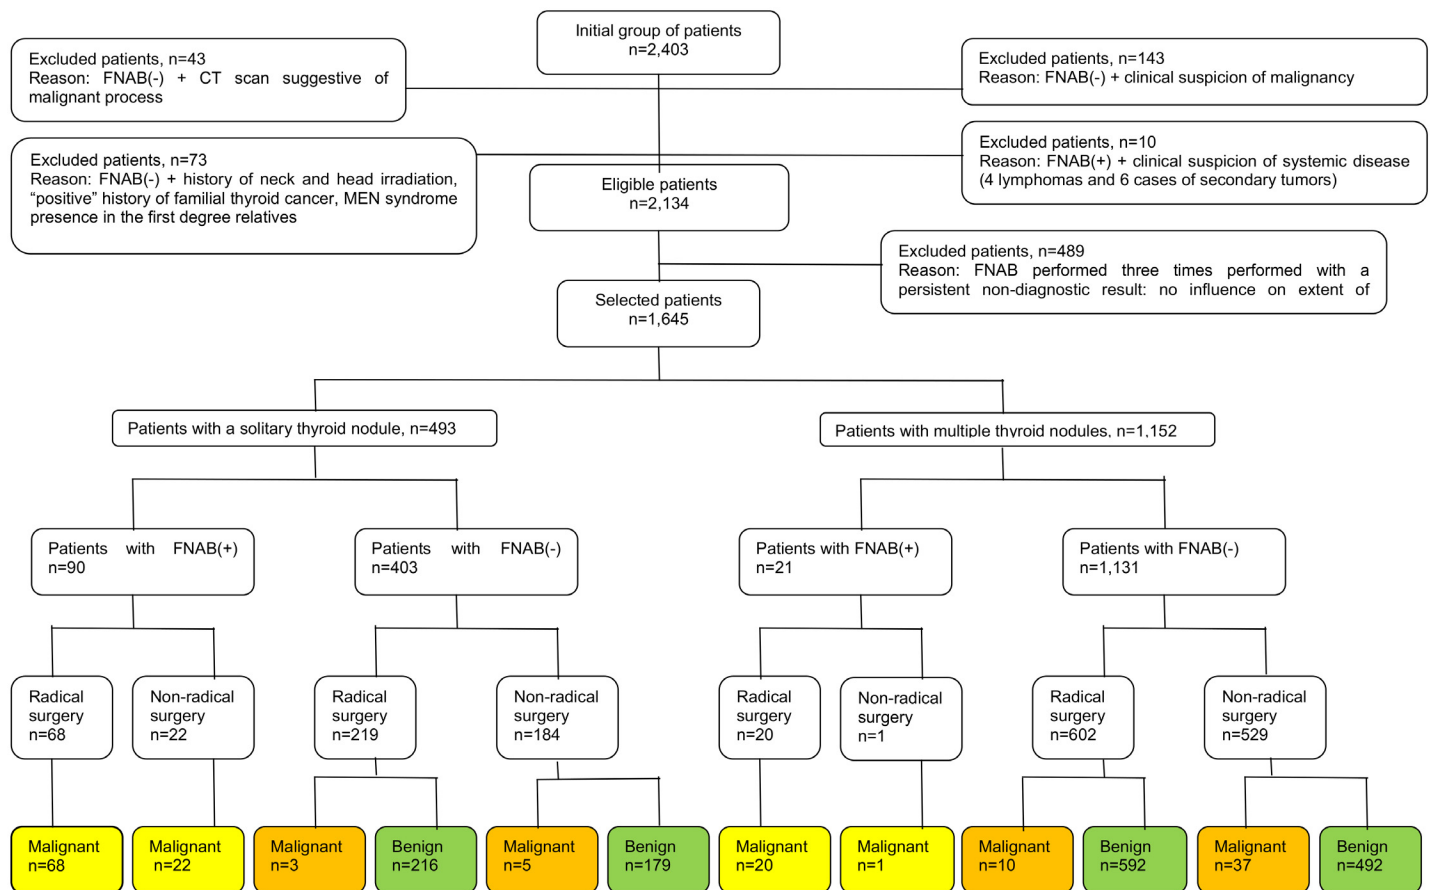 Initial group of patients
n=2,403
Excluded patients, n=43
Reason: FNAB(-) + CT scan suggestive of
malignant process
Excluded patients, n=143
Reason: FNAB(-) + clinical suspicion of malignancy
Excluded patients, n=73
Reason: FNAB(-) + history of neck and head irradiation,
“positive” history of familial thyroid cancer, MEN syndrome
presence in the first degree relatives
Excluded patients, n=10
Reason: FNAB(+) + clinical suspicion of systemic disease
(4 lymphomas and 6 cases of secondary tumors)
Eligible patients
n=2,134
Excluded patients, n=489
Reason: FNAB performed three times performed with a
persistent non-diagnostic result: no influence on extent of
Selected patients
n=1,645
Patients with a solitary thyroid nodule, n=493
Patients with multiple thyroid nodules, n=1,152
Patients with FNAB(+)
n=90
Patients with FNAB(-)
n=403
Patients with FNAB(+)
n=21
Patients with FNAB(-)
n=1,131
Radical
surgery
n=68
Non-radical
surgery
n=22
Radical
surgery
n=219
Non-radical
surgery
n=184
Radical
surgery
n=20
Non-radical
surgery
n=1
Radical
surgery
n=602
Non-radical
surgery
n=529
Malignant
n=68
Malignant
n=22
Malignant
n=3
Benign
n=216
Malignant
n=5
Benign
n=179
Malignant
n=20
Malignant
n=1
Malignant
n=10
Benign
n=592
Malignant
n=37
Benign
n=492